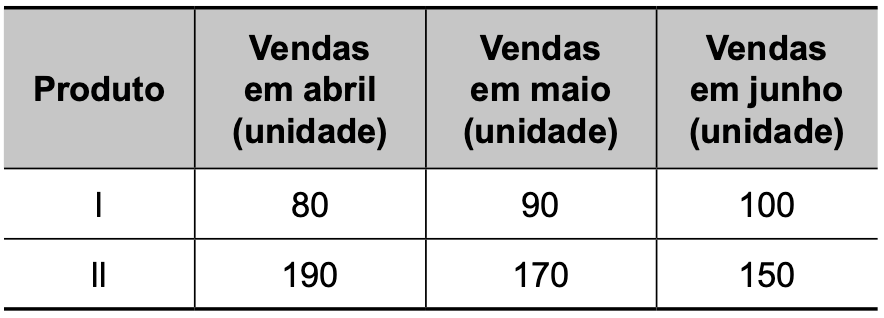 Produto Vendas em abril (unidade) Vendas em maio (unidade) Vendas em junho (unidade)
I 80 90 100
II 190 170 150